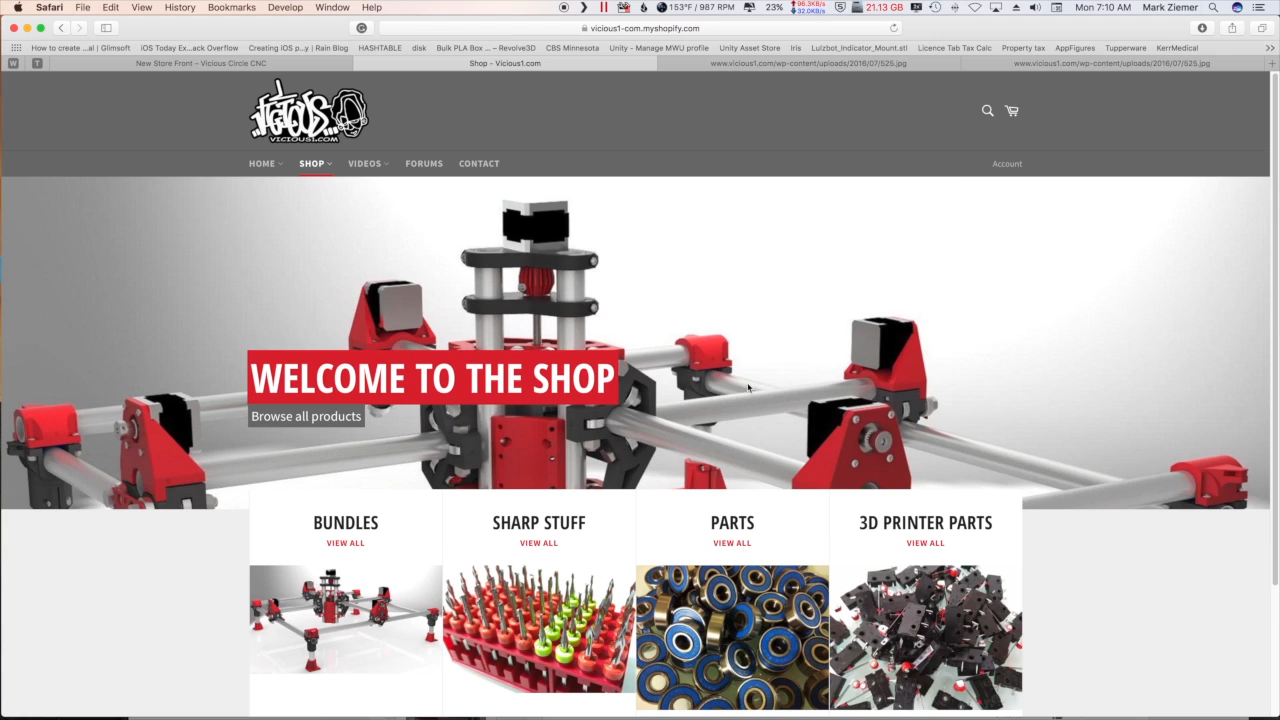 Safari File Edit View History Bookmarks Develop Window Help 153°F / 987 RPM 23% 96.3KB/s 32.0KB/s 21.13 GB Mon 7:10 AM Mark Ziemer
vicious1-com.myshopify.com
How to create ...al | Glimsoft iOS Today Ex...ack Overflow Creating iOS p...y | Rain Blog HASHTABLE disk Bulk PLA Box ... – Revolve3D CBS Minnesota Unity - Manage MWU profile Unity Asset Store Iris Lulzbot_Indicator_Mount.stl Licence Tab Tax Calc Property tax AppFigures Tupperware KerrMedical >>
W T New Store Front – Vicious Circle CNC Shop - Vicious1.com www.vicious1.com/wp-content/uploads/2016/07/525.jpg www.vicious1.com/wp-content/uploads/2016/07/525.jpg
VICIOUS
VICIOUS1.COM
HOME SHOP VIDEOS FORUMS CONTACT Account
WELCOME TO THE SHOP
Browse all products
BUNDLES SHARP STUFF PARTS 3D PRINTER PARTS
VIEW ALL VIEW ALL VIEW ALL VIEW ALL